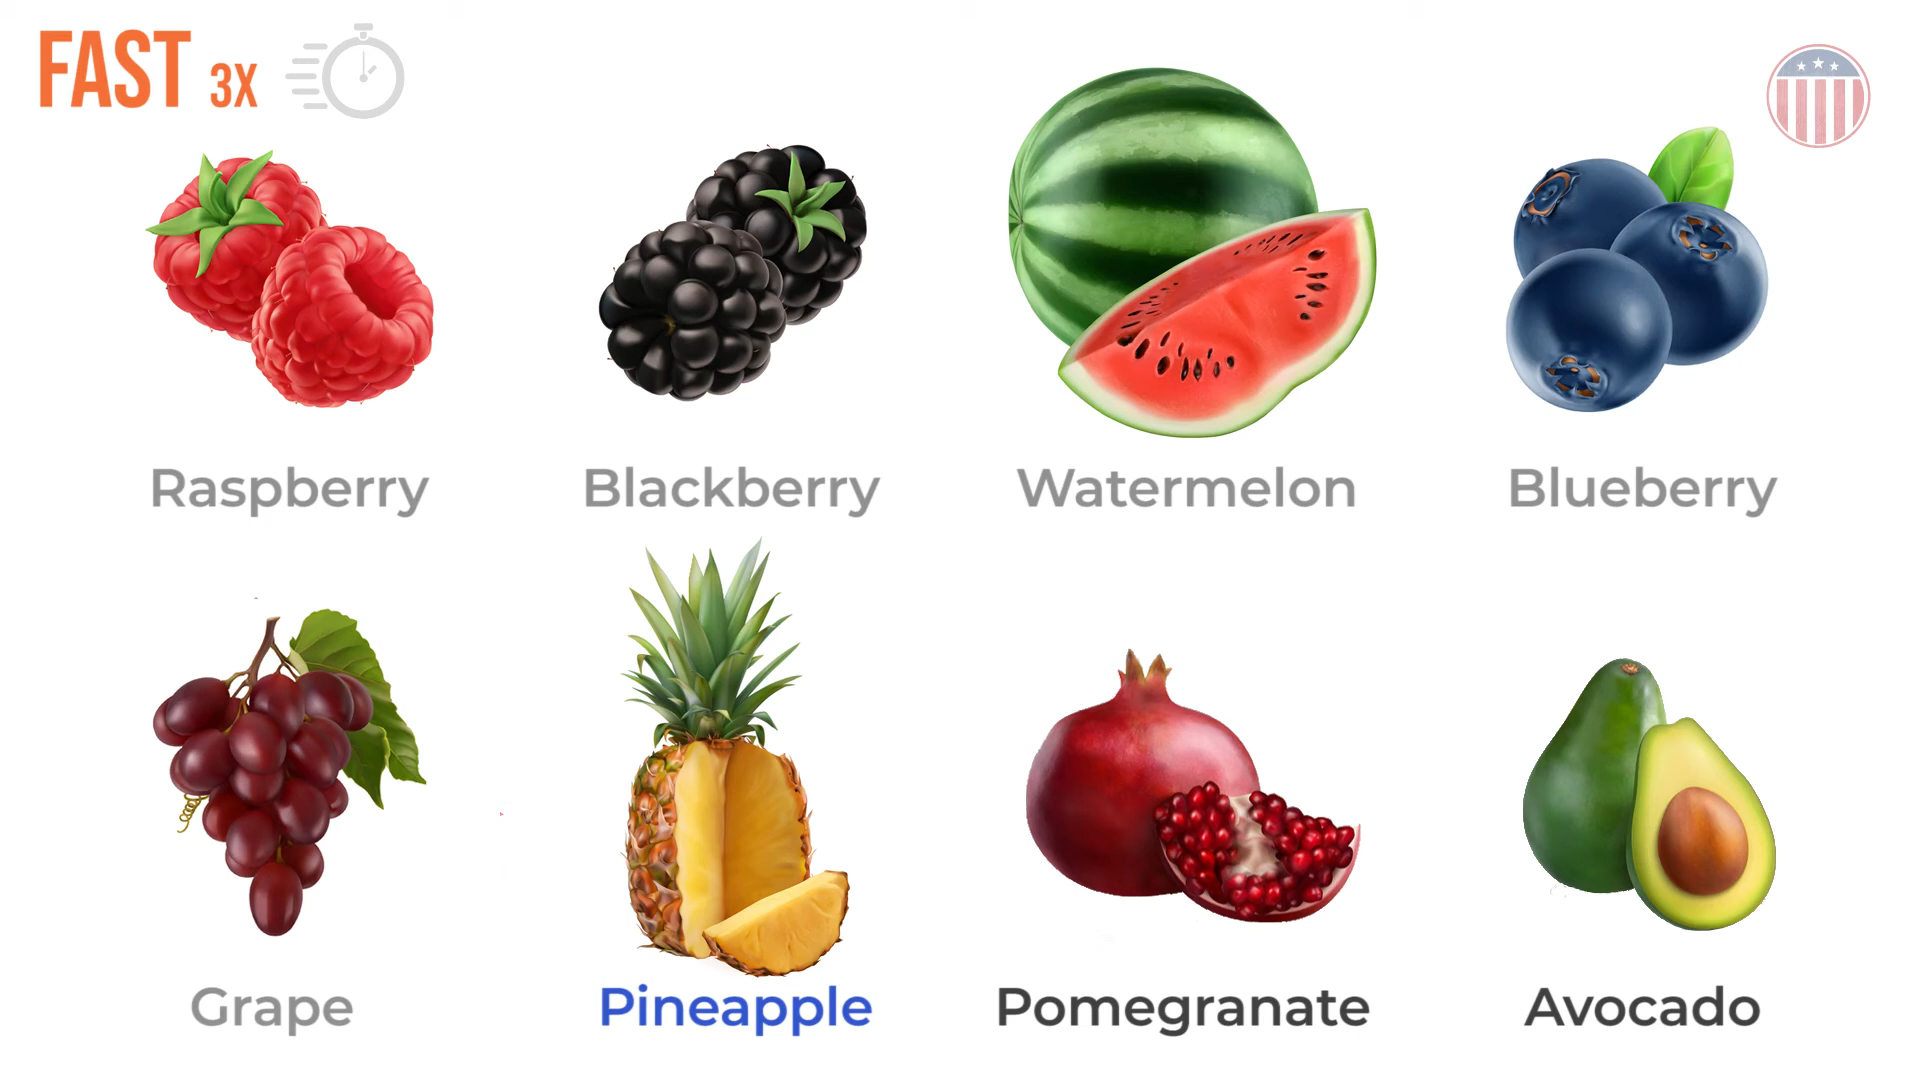 FAST 3X
Raspberry
Blackberry
Watermelon
Blueberry
Grape
Pineapple
Pomegranate
Avocado